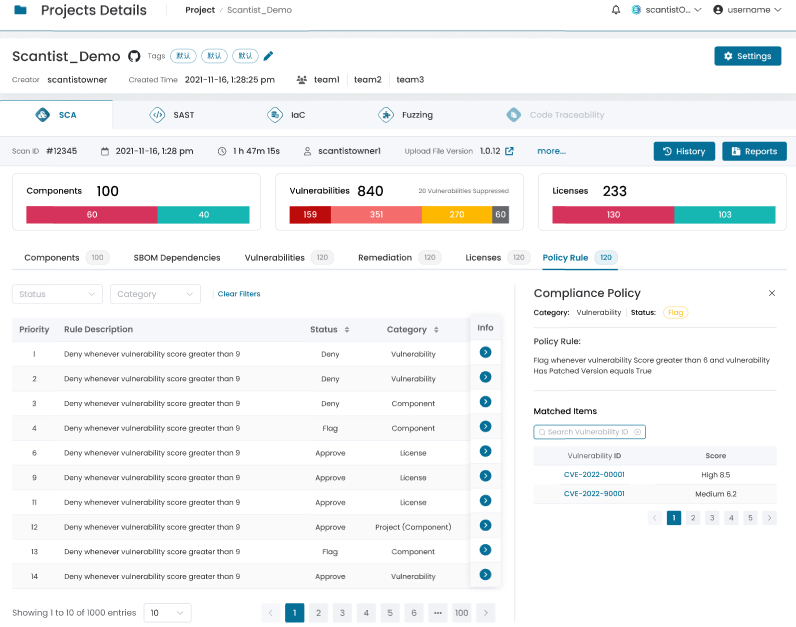 Projects Details
Project / Scantist_Demo
scantistO...
username
Scantist_Demo
Tags 默认 默认 默认
Settings
Creator scantistowner Created Time 2021-11-16, 1:28:25 pm team1 team2 team3
SCA
SAST
IaC
Fuzzing
Code Traceability
Scan ID #12345 2021-11-16, 1:28 pm 1 h 47m 15s scantistowner1 Upload File Version 1.0.12 more...
History
Reports
Components 100
60 40
Vulnerabilities 840 20 Vulnerabilities Suppressed
159 351 270 60
Licenses 233
130 103
Components 100 SBOM Dependencies Vulnerabilities 120 Remediation 120 Licenses 120 Policy Rule 120
Status Category Clear Filters
Priority Rule Description Status Category Info
1 Deny whenever vulnerability score greater than 9 Deny Vulnerability
2 Deny whenever vulnerability score greater than 9 Deny Vulnerability
3 Deny whenever vulnerability score greater than 9 Deny Component
4 Deny whenever vulnerability score greater than 9 Flag Component
6 Deny whenever vulnerability score greater than 9 Approve License
9 Deny whenever vulnerability score greater than 9 Approve License
11 Deny whenever vulnerability score greater than 9 Approve License
12 Deny whenever vulnerability score greater than 9 Approve Project (Component)
13 Deny whenever vulnerability score greater than 9 Flag Component
14 Deny whenever vulnerability score greater than 9 Approve Vulnerability
Showing 1 to 10 of 1000 entries 10
1 2 3 4 5 6 ••• 100
Compliance Policy
Category: Vulnerability Status: Flag
Policy Rule:
Flag whenever vulnerability Score greater than 6 and vulnerability
Has Patched Version equals True
Matched Items
Search Vulnerability ID
Vulnerability ID Score
CVE-2022-00001 High 8.5
CVE-2022-90001 Medium 6.2
1 2 3 4 5